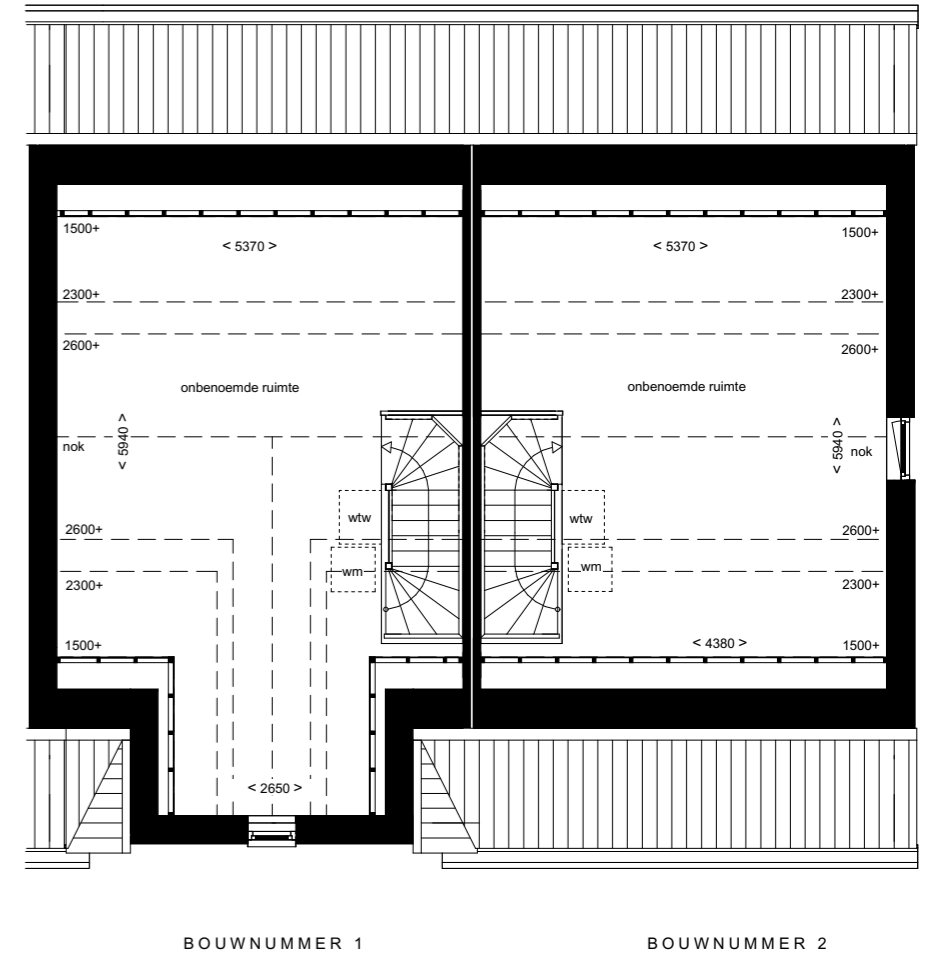 1500+
1500+
< 5370 >
< 5370 >
2300+
2300+
2600+
2600+
onbenoemde ruimte
onbenoemde ruimte
nok
< 5940 >
< 5940 >
nok
wtw
wtw
2600+
2600+
wm
wm
2300+
2300+
1500+
< 4380 >
1500+
< 2650 >
BOUWNUMMER 1
BOUWNUMMER 2